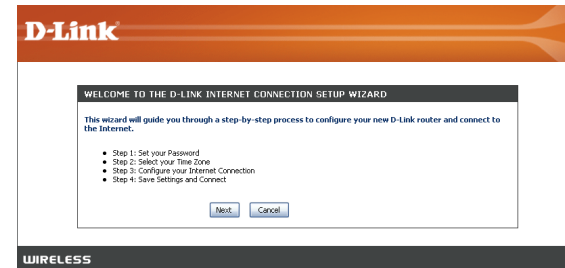 D-Link
WELCOME TO THE D-LINK INTERNET CONNECTION SETUP WIZARD
This wizard will guide you through a step-by-step process to configure your new D-Link router and connect to
the Internet.
• Step 1: Set your Password
• Step 2: Select your Time Zone
• Step 3: Configure your Internet Connection
• Step 4: Save Settings and Connect
Next Cancel
WIRELESS